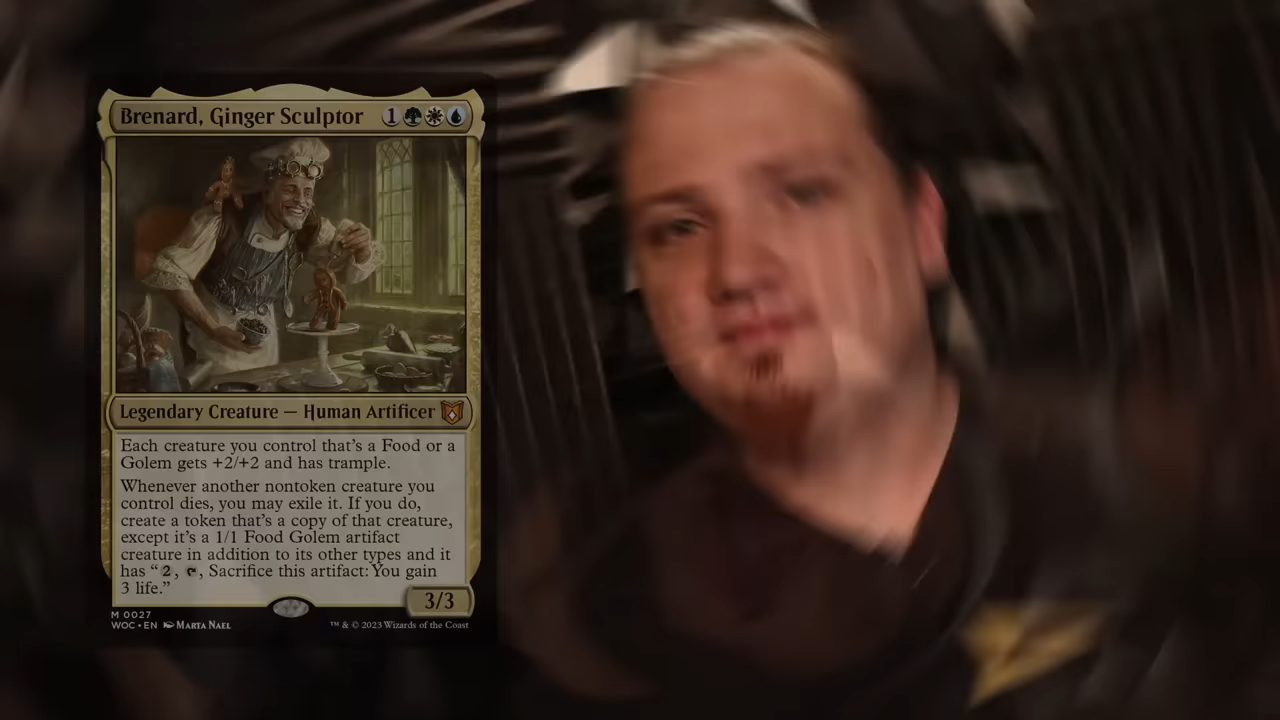 Brenard, Ginger Sculptor 1
Legendary Creature — Human Artificer
Each creature you control that's a Food or a
Golem gets +2/+2 and has trample.
Whenever another nontoken creature you
control dies, you may exile it. If you do,
create a token that's a copy of that creature,
except it's a 1/1 Food Golem artifact
creature in addition to its other types and it
has “2, , Sacrifice this artifact: You gain
3 life.”
3/3
M 0027
WOC • EN Marta Nael ™ & © 2023 Wizards of the Coast